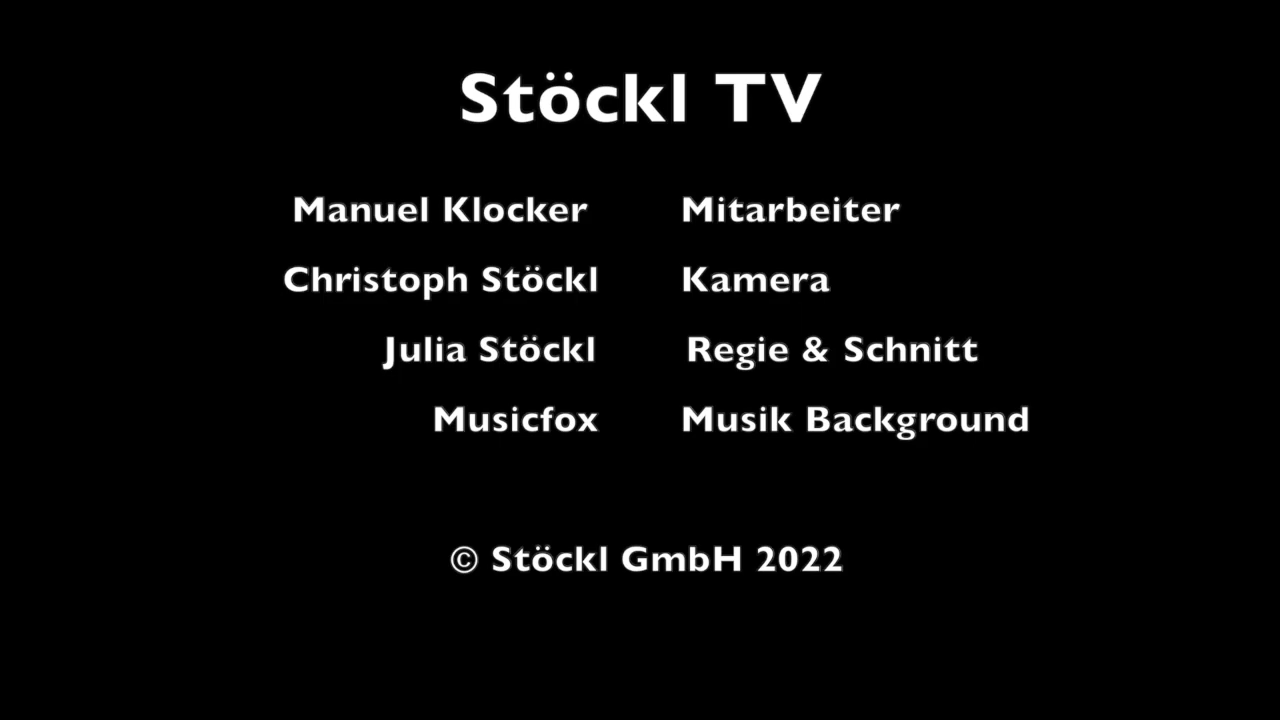 Stöckl TV
Manuel Klocker Mitarbeiter
Christoph Stöckl Kamera
Julia Stöckl Regie & Schnitt
Musicfox Musik Background
© Stöckl GmbH 2022